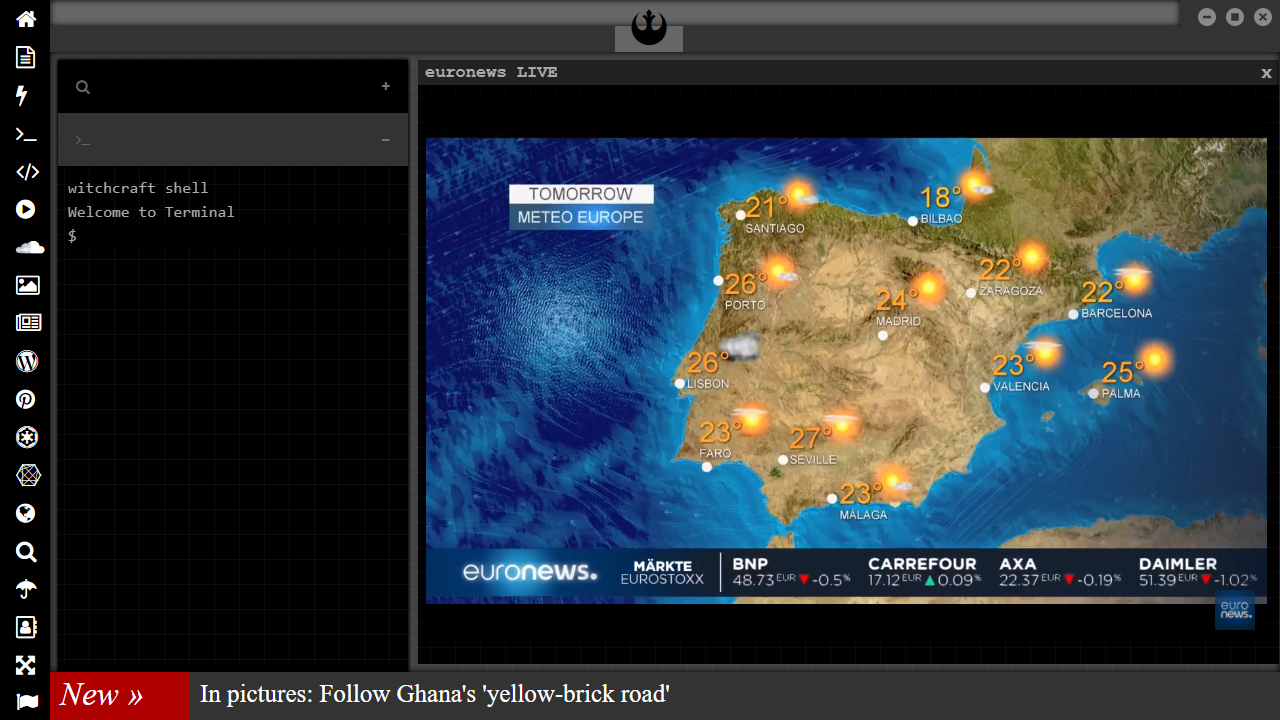 +
euronews LIVE
x
>_
−
witchcraft shell
Welcome to Terminal
$
TOMORROW
METEO EUROPE
21°
SANTIAGO
18°
BILBAO
26°
PORTO
24°
MADRID
22°
ZARAGOZA
22°
BARCELONA
26°
LISBON
23°
VALENCIA
25°
PALMA
23°
FARO
27°
SEVILLE
23°
MÁLAGA
euronews.
MÄRKTE
EUROSTOXX
BNP
48.73 EUR ▼ -0.5%
CARREFOUR
17.12 EUR ▲ 0.09%
AXA
22.37 EUR ▼ -0.19%
DAIMLER
51.39 EUR ▼ -1.02%
euro
news.
New »
In pictures: Follow Ghana's 'yellow-brick road'